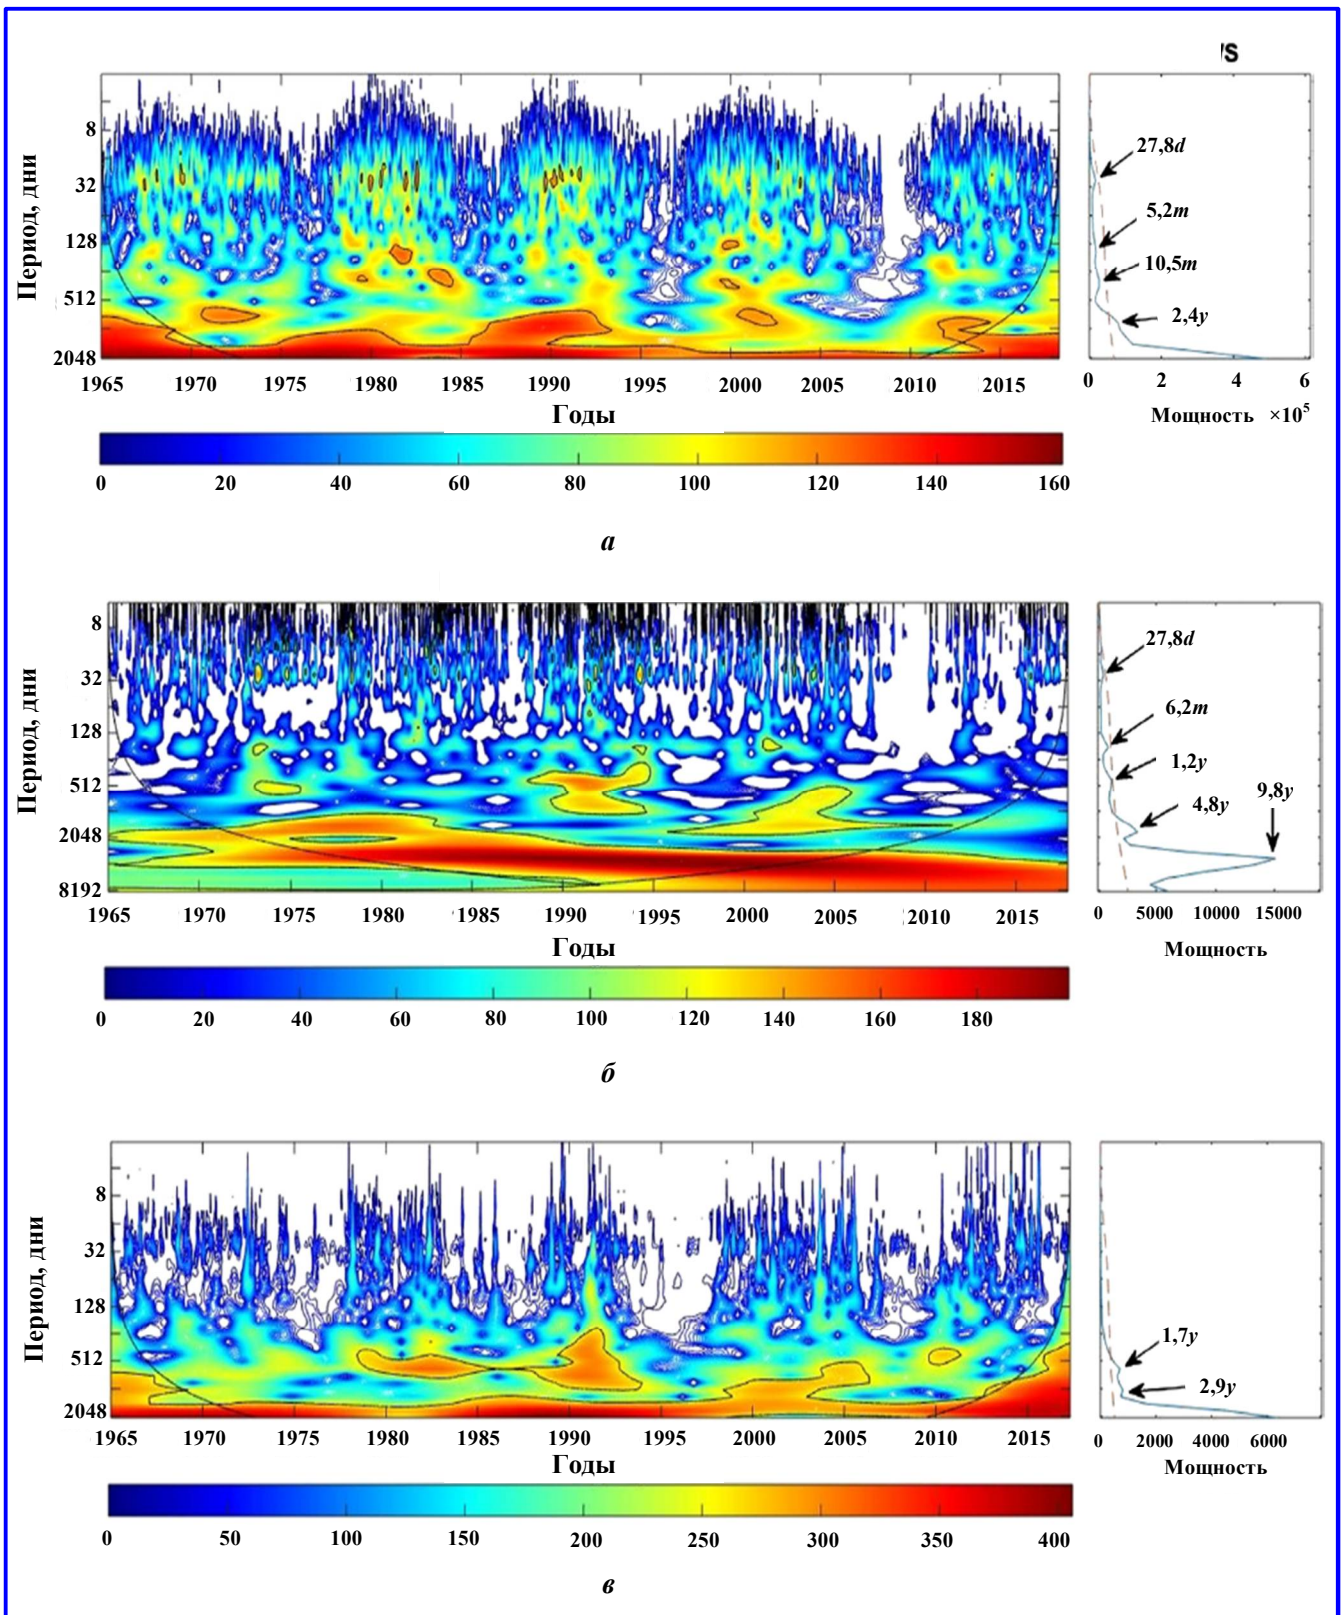 /S
Период, дни
8
32
128
512
2048
1965 1970 1975 1980 1985 1990 1995 2000 2005 2010 2015
Годы
27,8d
5,2m
10,5m
2,4y
0 2 4 6
Мощность ×10⁵
0 20 40 60 80 100 120 140 160
а
Период, дни
8
32
128
512
2048
8192
1965 1970 1975 1980 1985 1990 1995 2000 2005 2010 2015
Годы
27,8d
6,2m
1,2y
4,8y
9,8y
0 5000 10000 15000
Мощность
0 20 40 60 80 100 120 140 160 180
б
Период, дни
8
32
128
512
2048
1965 1970 1975 1980 1985 1990 1995 2000 2005 2010 2015
Годы
1,7y
2,9y
0 2000 4000 6000
Мощность
0 50 100 150 200 250 300 350 400
в